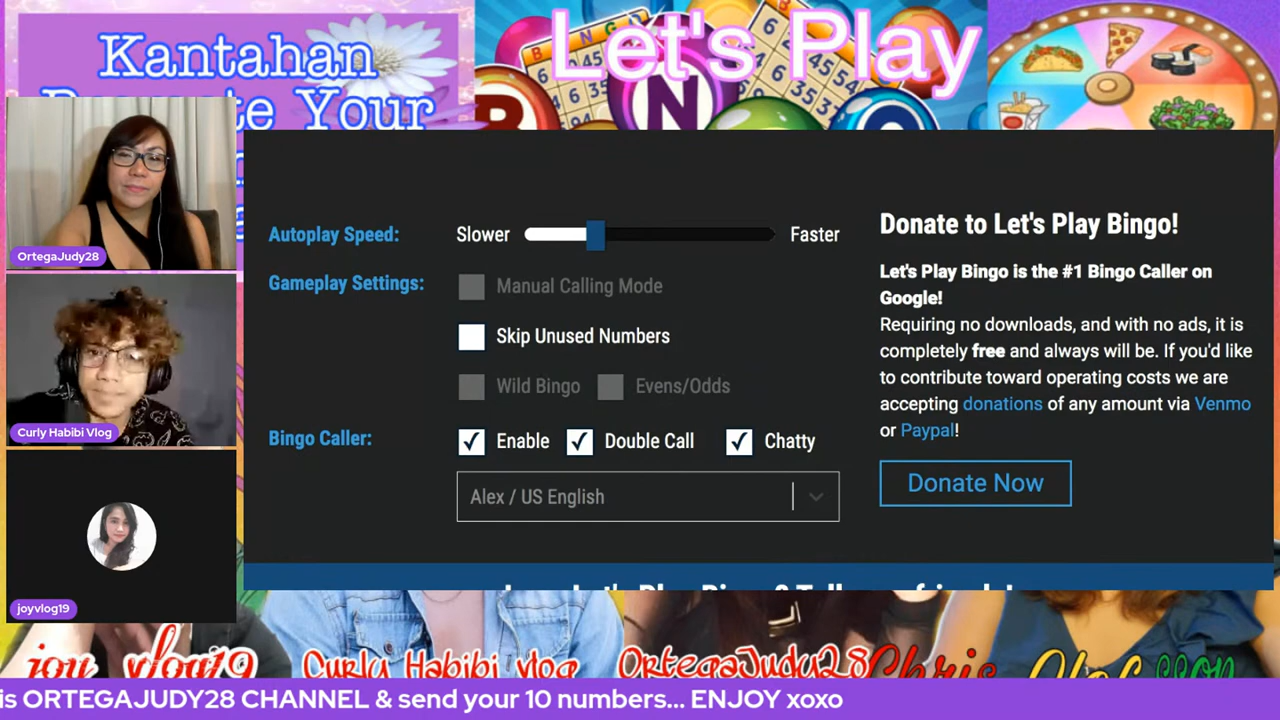 Kantahan
Let's Play
te Your
B N G
N
OrtegaJudy28
Curly Habibi Vlog
joyvlog19
Autoplay Speed:
Slower
Faster
Gameplay Settings:
Manual Calling Mode
Skip Unused Numbers
Wild Bingo
Evens/Odds
Bingo Caller:
Enable
Double Call
Chatty
Alex / US English
Donate to Let's Play Bingo!
Let's Play Bingo is the #1 Bingo Caller on
Google!
Requiring no downloads, and with no ads, it is
completely free and always will be. If you'd like
to contribute toward operating costs we are
accepting donations of any amount via Venmo
or Paypal!
Donate Now
joy vlog19
Curly Habibi vlog
OrtegaJudy28
Chris
is ORTEGAJUDY28 CHANNEL & send your 10 numbers... ENJOY xoxo